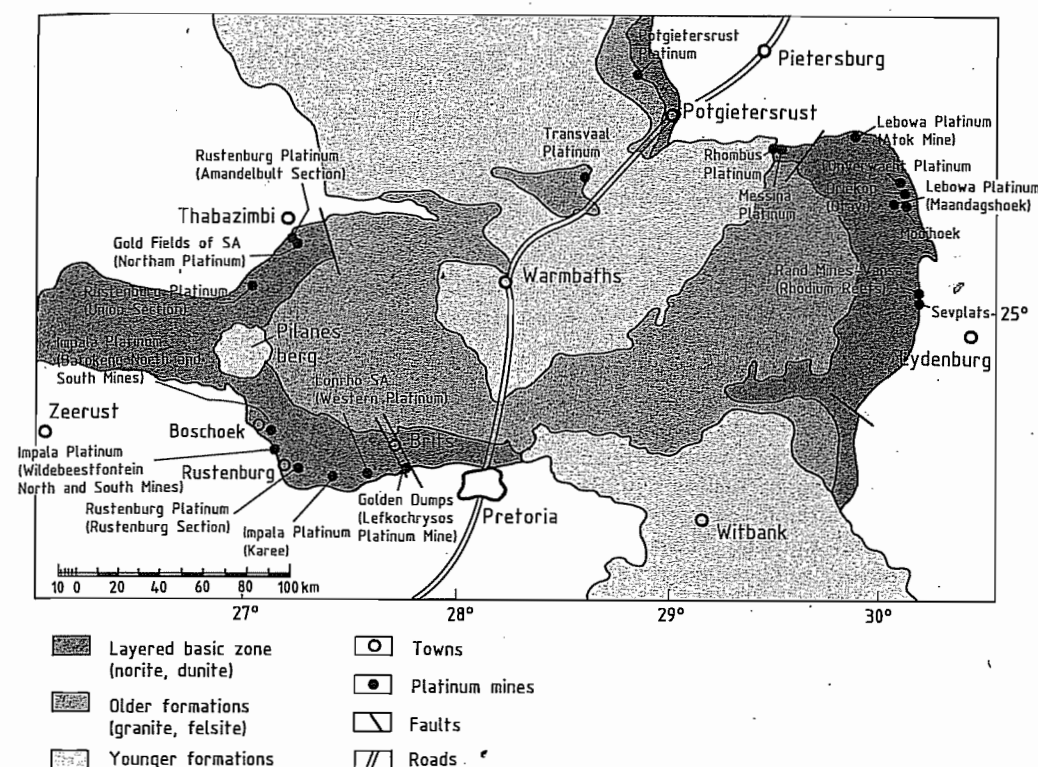 Potgietersrust
Platinum
Pietersburg
Potgietersrust
Transvaal
Platinum
Rhombus
Platinum
Messina
Platinum
Lebowa Platinum
(Atok Mine)
Platinum
Lebowa Platinum
(Maandagshoek)
Mooihoek
Rustenburg Platinum
(Amandelbult Section)
Thabazimbi
Gold Fields of SA
(Northam Platinum)
Rustenburg Platinum
(Union Section)
Warmbaths
Rand Mines-Vansa
(Rhodium Reefs)
Sevplats
25°
Lydenburg
Pilanes
berg
Impala Platinum
(Bafokeng North and
South Mines)
Lonrho SA
(Western Platinum)
Zeerust
Boschoek
Brits
Impala Platinum
(Wildebeestfontein
North and South Mines)
Rustenburg
Rustenburg Platinum
(Rustenburg Section)
Impala Platinum
(Karee)
Golden Dumps
(Lefkochrysos
Platinum Mine)
Pretoria
Witbank
10 0 20 40 60 80 100 km
27° 28° 29° 30°
Layered basic zone
(norite, dunite)
Older formations
(granite, felsite)
Younger formations
Towns
Platinum mines
Faults
Roads